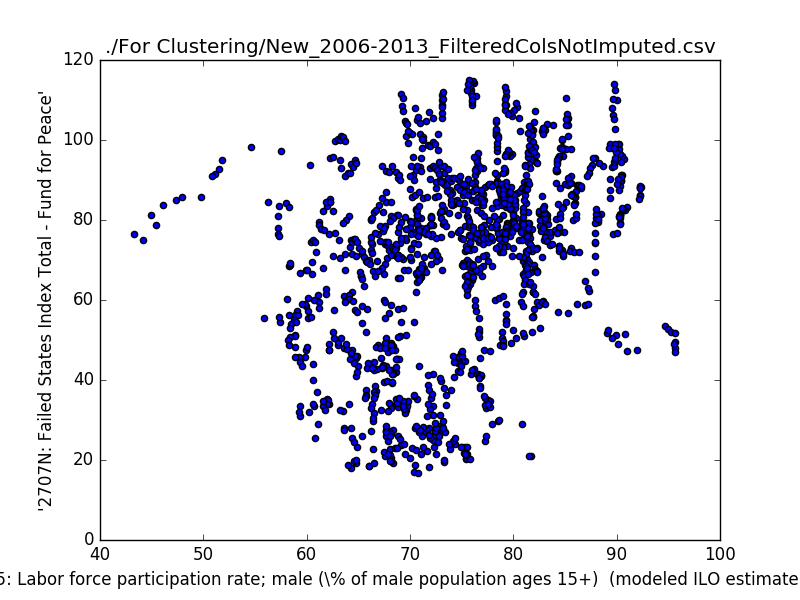 ./For Clustering/New_2006-2013_FilteredColsNotImputed.csv
'2707N: Failed States Index Total - Fund for Peace'
120
100
80
60
40
20
0
40 50 60 70 80 90 100
: Labor force participation rate; male (\% of male population ages 15+)  (modeled ILO estimate